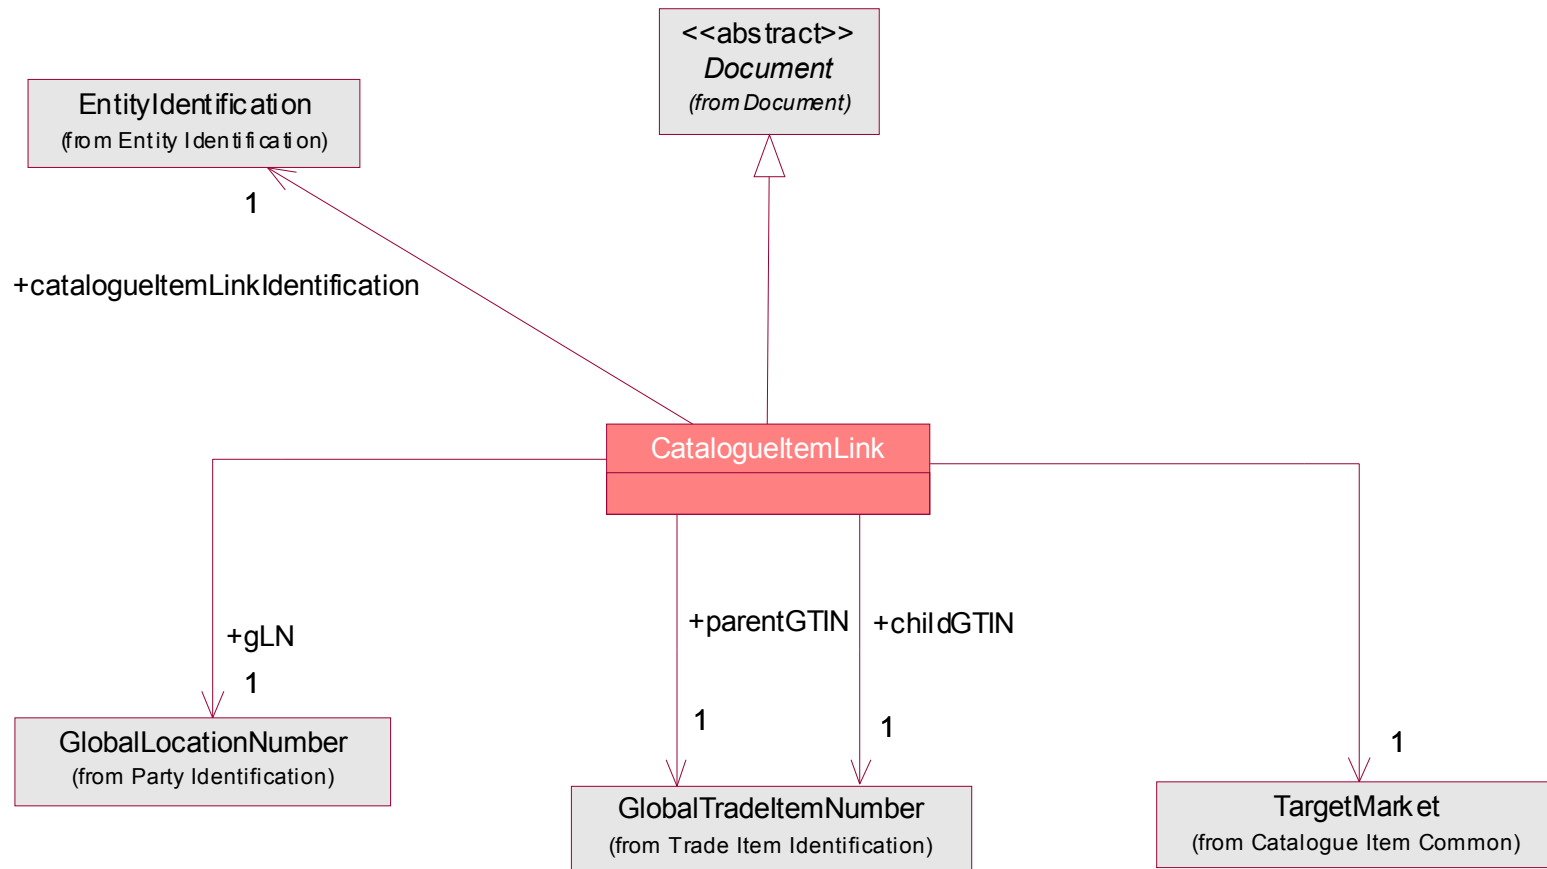 <<abstract>>
Document
(from Document)
EntityIdentification
(from Entity Identification)
1
+catalogueItemLinkIdentification
CatalogueItemLink
+gLN
1
+parentGTIN
+childGTIN
1
1
1
GlobalLocationNumber
(from Party Identification)
GlobalTradeItemNumber
(from Trade Item Identification)
TargetMarket
(from Catalogue Item Common)